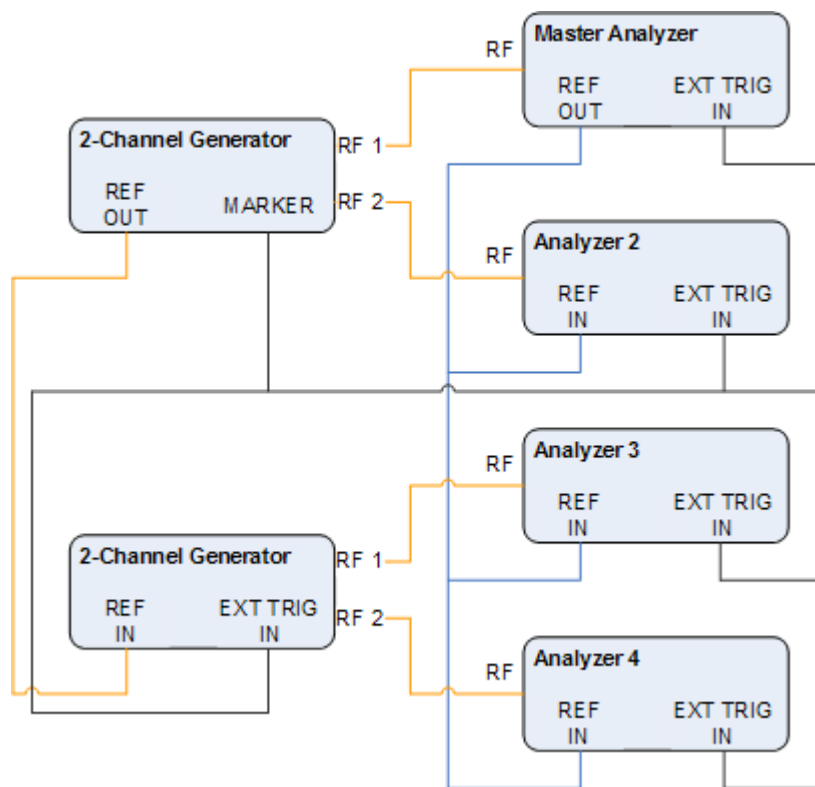 Master Analyzer
RF
REF
OUT
EXT TRIG
IN
2-Channel Generator
RF 1
REF
OUT
MARKER
RF 2
Analyzer 2
RF
REF
IN
EXT TRIG
IN
Analyzer 3
RF
REF
IN
EXT TRIG
IN
2-Channel Generator
RF 1
REF
IN
EXT TRIG
IN
RF 2
Analyzer 4
RF
REF
IN
EXT TRIG
IN